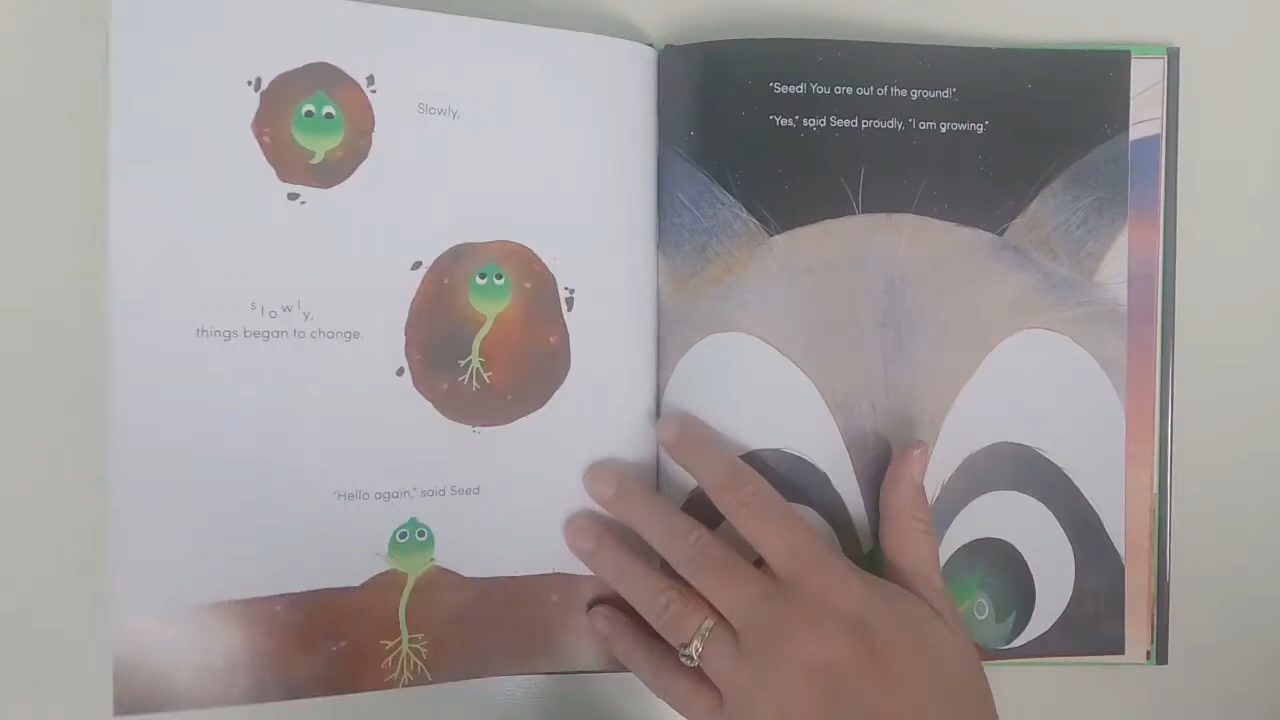 Slowly,
slowly,
things began to change.
"Hello again," said Seed
"Seed! You are out of the ground!"
"Yes," said Seed proudly, "I am growing."